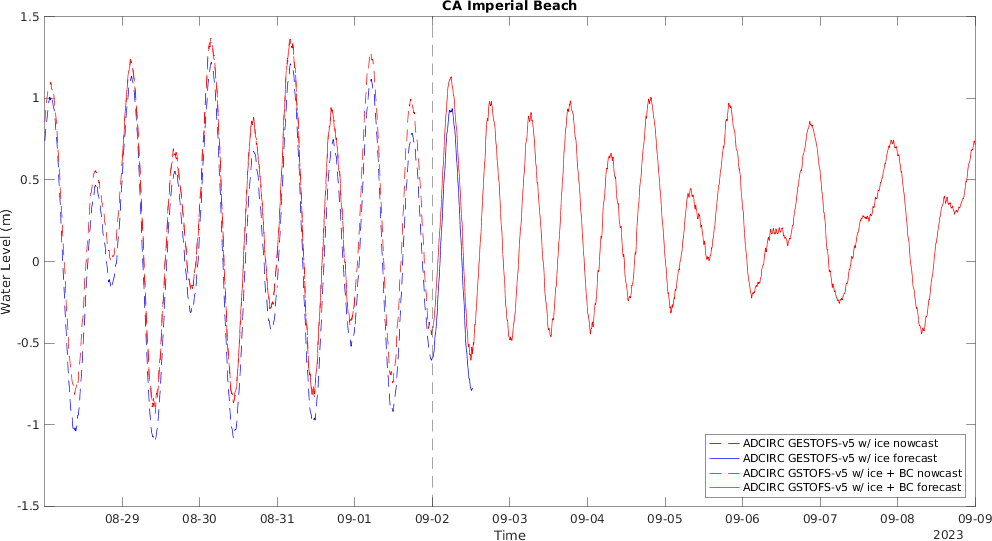 CA Imperial Beach
1.5
1
0.5
0
-0.5
-1
-1.5
Water Level (m)
08-29 08-30 08-31 09-01 09-02 09-03 09-04 09-05 09-06 09-07 09-08 09-09
Time
2023
ADCIRC GESTOFS-v5 w/ ice nowcast
ADCIRC GESTOFS-v5 w/ ice forecast
ADCIRC GSTOFS-v5 w/ ice + BC nowcast
ADCIRC GSTOFS-v5 w/ ice + BC forecast